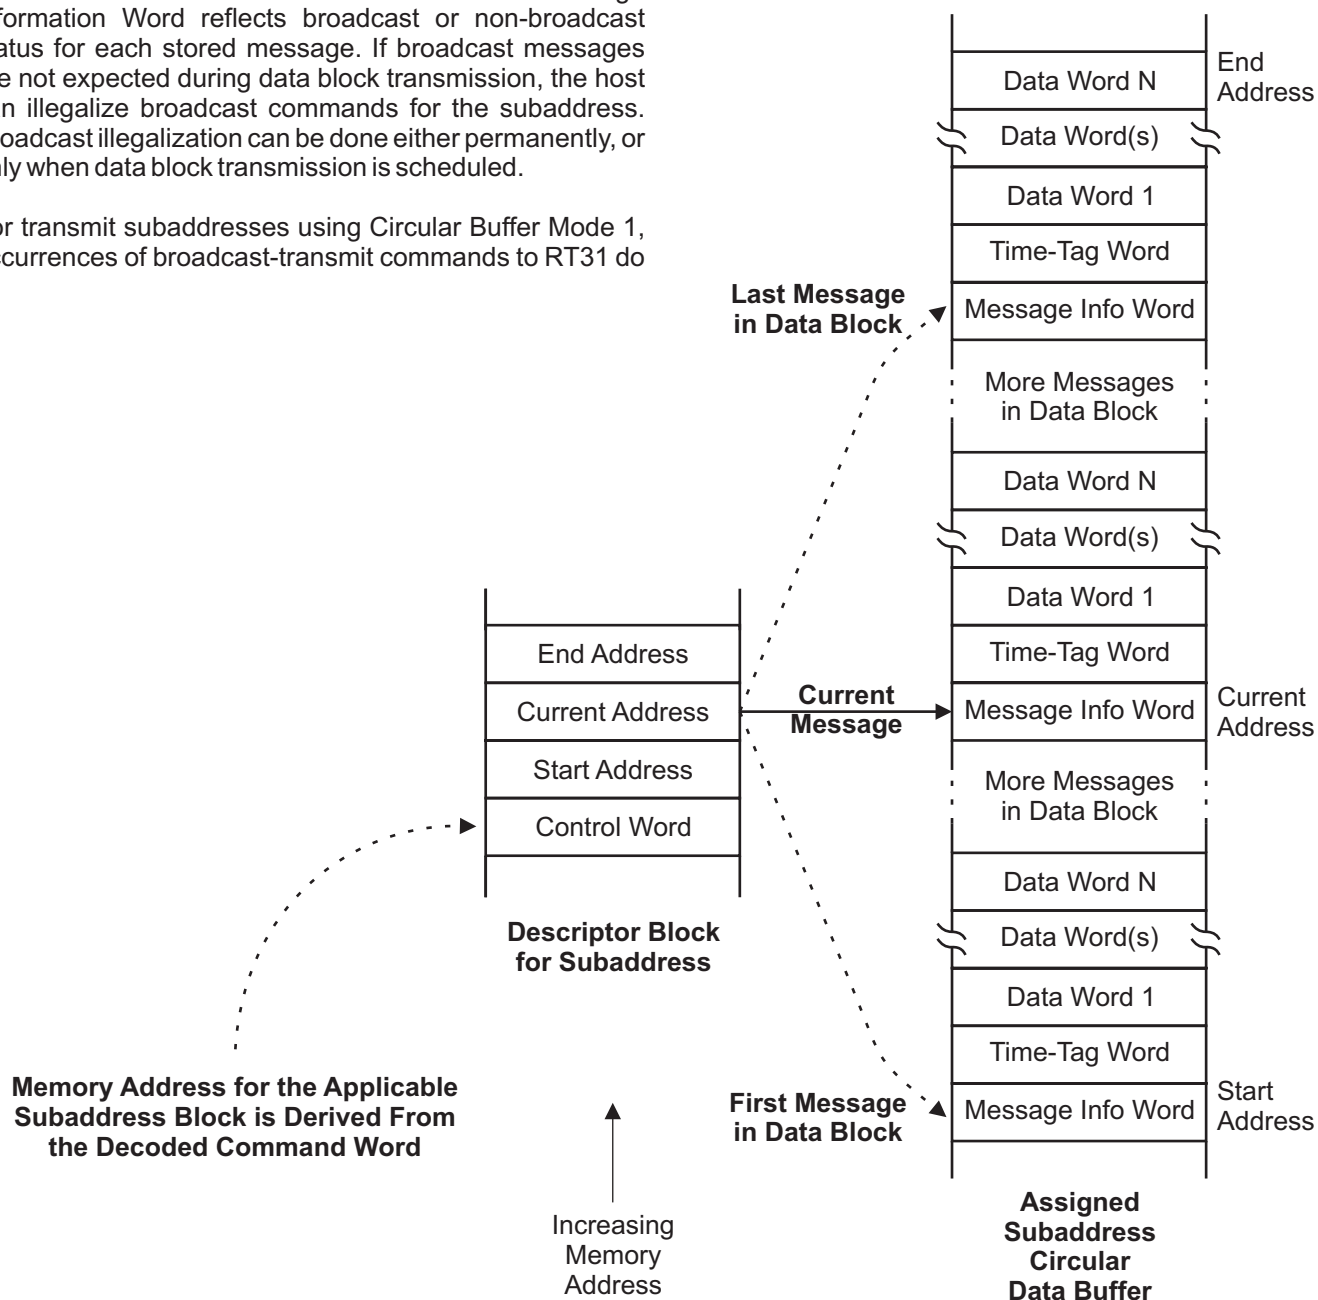 formation Word reflects broadcast or non-broadcast
atus for each stored message. If broadcast messages
e not expected during data block transmission, the host
n illegalize broadcast commands for the subaddress.
oadcast illegalization can be done either permanently, or
ly when data block transmission is scheduled.
or transmit subaddresses using Circular Buffer Mode 1,
ccurrences of broadcast-transmit commands to RT31 do
Data Word N
End
Address
Data Word(s)
Data Word 1
Time-Tag Word
Last Message
in Data Block
Message Info Word
More Messages
in Data Block
Data Word N
Data Word(s)
Data Word 1
Time-Tag Word
End Address
Current Address
Start Address
Control Word
Current
Message
Message Info Word
Current
Address
More Messages
in Data Block
Data Word N
Data Word(s)
Data Word 1
Time-Tag Word
Descriptor Block
for Subaddress
Memory Address for the Applicable
Subaddress Block is Derived From
the Decoded Command Word
First Message
in Data Block
Message Info Word
Start
Address
Increasing
Memory
Address
Assigned
Subaddress
Circular
Data Buffer